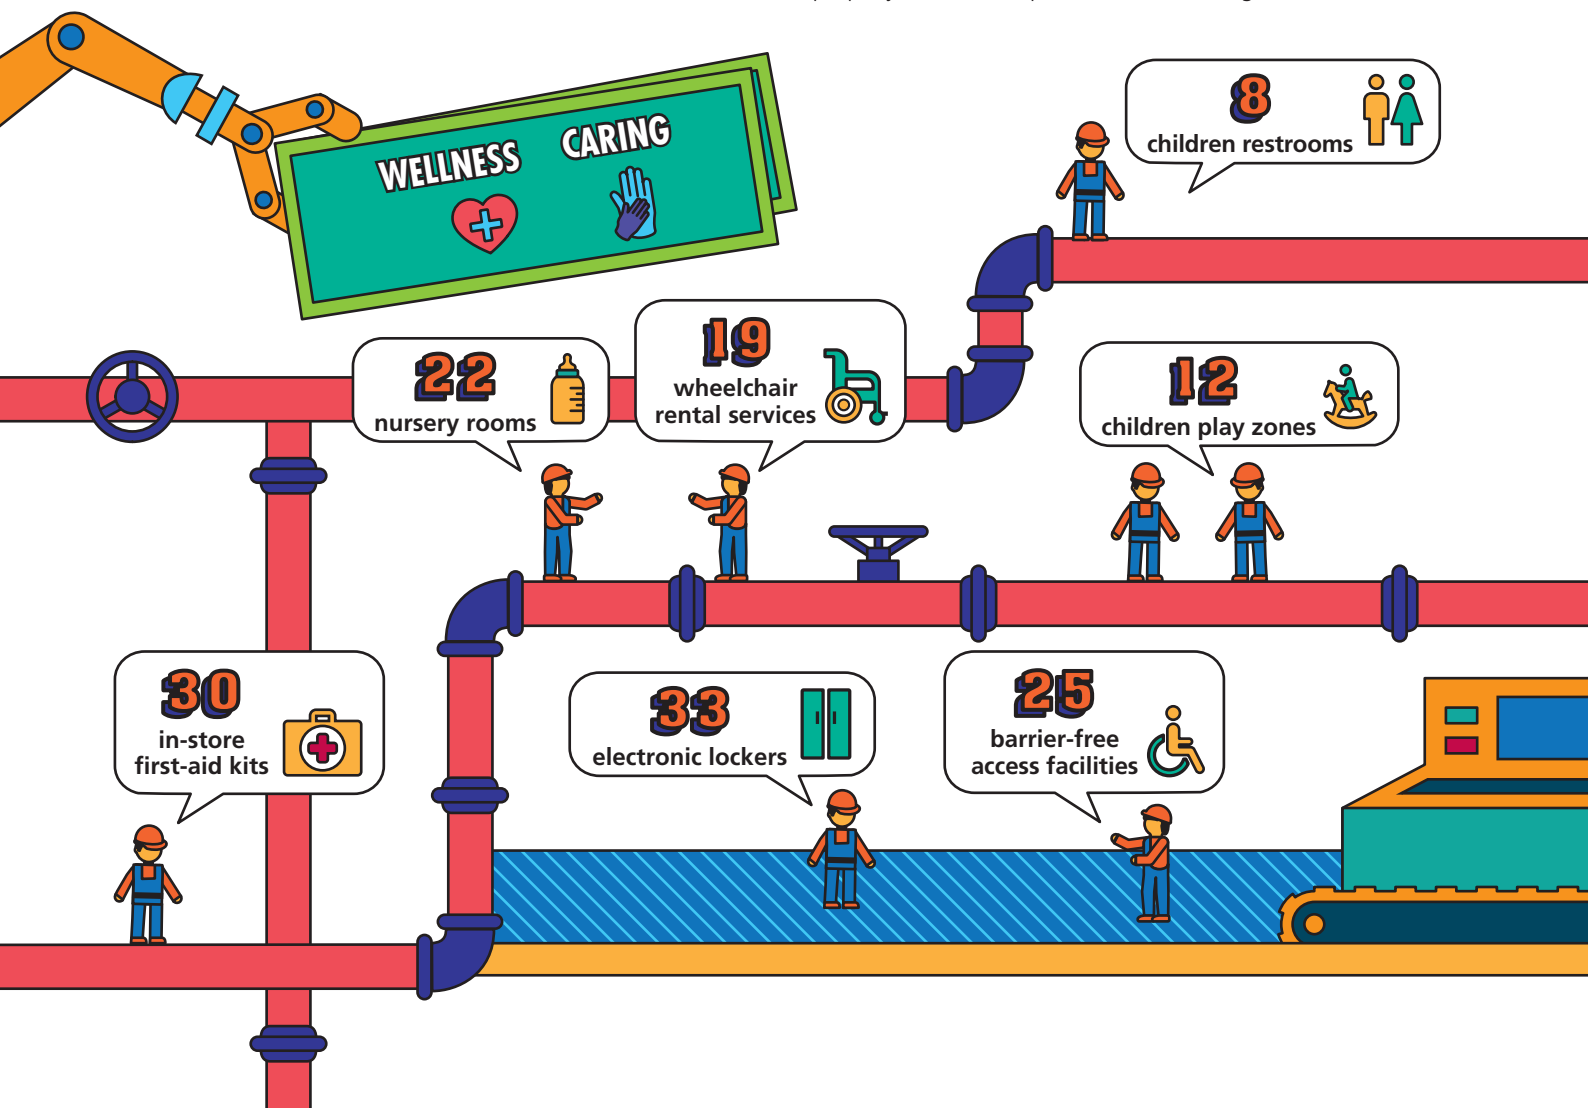 WELLNESS
CARING
8
children restrooms
22
nursery rooms
19
wheelchair
rental services
12
children play zones
30
in-store
first-aid kits
33
electronic lockers
25
barrier-free
access facilities